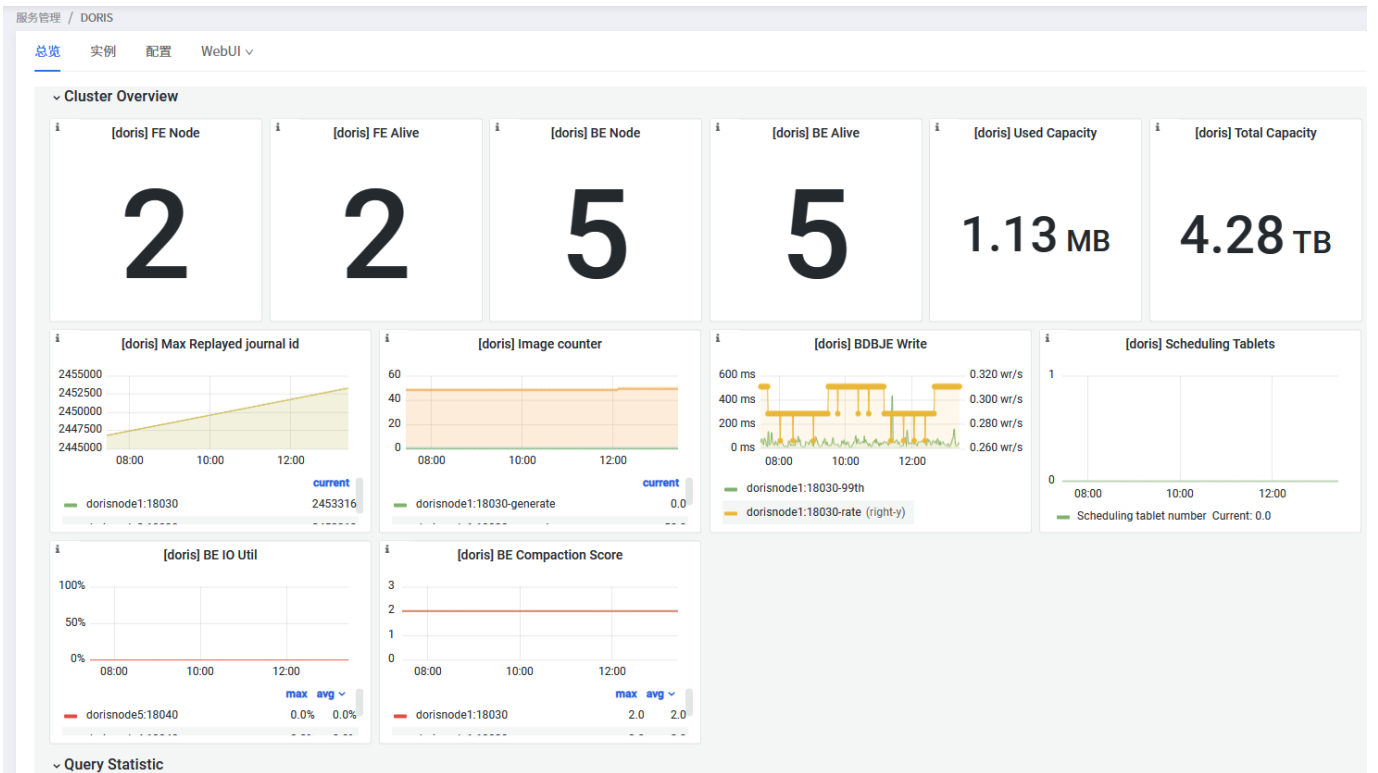 服务管理 / DORIS
总览 实例 配置 WebUI
Cluster Overview
[doris] FE Node
2
[doris] FE Alive
2
[doris] BE Node
5
[doris] BE Alive
5
[doris] Used Capacity
1.13 MB
[doris] Total Capacity
4.28 TB
[doris] Max Replayed journal id
2455000
2452500
2450000
2447500
2445000
08:00 10:00 12:00
current
dorisnode1:18030 2453316
[doris] Image counter
60
40
20
0
08:00 10:00 12:00
current
dorisnode1:18030-generate 0.0
[doris] BDBJE Write
600 ms 0.320 wr/s
400 ms 0.300 wr/s
200 ms 0.280 wr/s
0 ms 0.260 wr/s
08:00 10:00 12:00
dorisnode1:18030-99th
dorisnode1:18030-rate (right-y)
[doris] Scheduling Tablets
1
0
08:00 10:00 12:00
Scheduling tablet number Current: 0.0
[doris] BE IO Util
100%
50%
0%
08:00 10:00 12:00
max avg
dorisnode5:18040 0.0% 0.0%
[doris] BE Compaction Score
3
2
1
0
08:00 10:00 12:00
max avg
dorisnode1:18030 2.0 2.0
Query Statistic